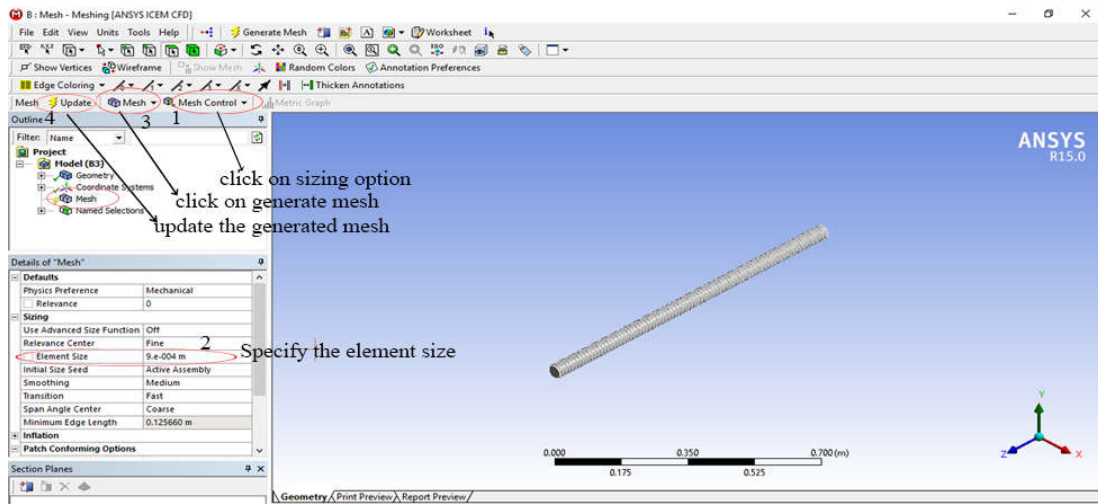 B : Mesh - Meshing [ANSYS ICEM CFD]
File Edit View Units Tools Help Generate Mesh Worksheet
Show Vertices Wireframe Show Mesh Random Colors Annotation Preferences
Edge Coloring Thicken Annotations
Mesh Update Mesh Mesh Control Metric Graph
4 3 1
Outline
Filter: Name
Project
Model (B3)
Geometry
Coordinate Systems
Mesh
Named Selections
click on sizing option
click on generate mesh
update the generated mesh
ANSYS
R15.0
Details of "Mesh"
Defaults
Physics Preference Mechanical
Relevance 0
Sizing
Use Advanced Size Function Off
Relevance Center Fine
2
Element Size 9.e-004 m
Specify the element size
Initial Size Seed Active Assembly
Smoothing Medium
Transition Fast
Span Angle Center Coarse
Minimum Edge Length 0.125660 m
Inflation
Patch Conforming Options
Section Planes
0.000 0.350 0.700 (m)
0.175 0.525
Y
Z X
Geometry Print Preview Report Preview